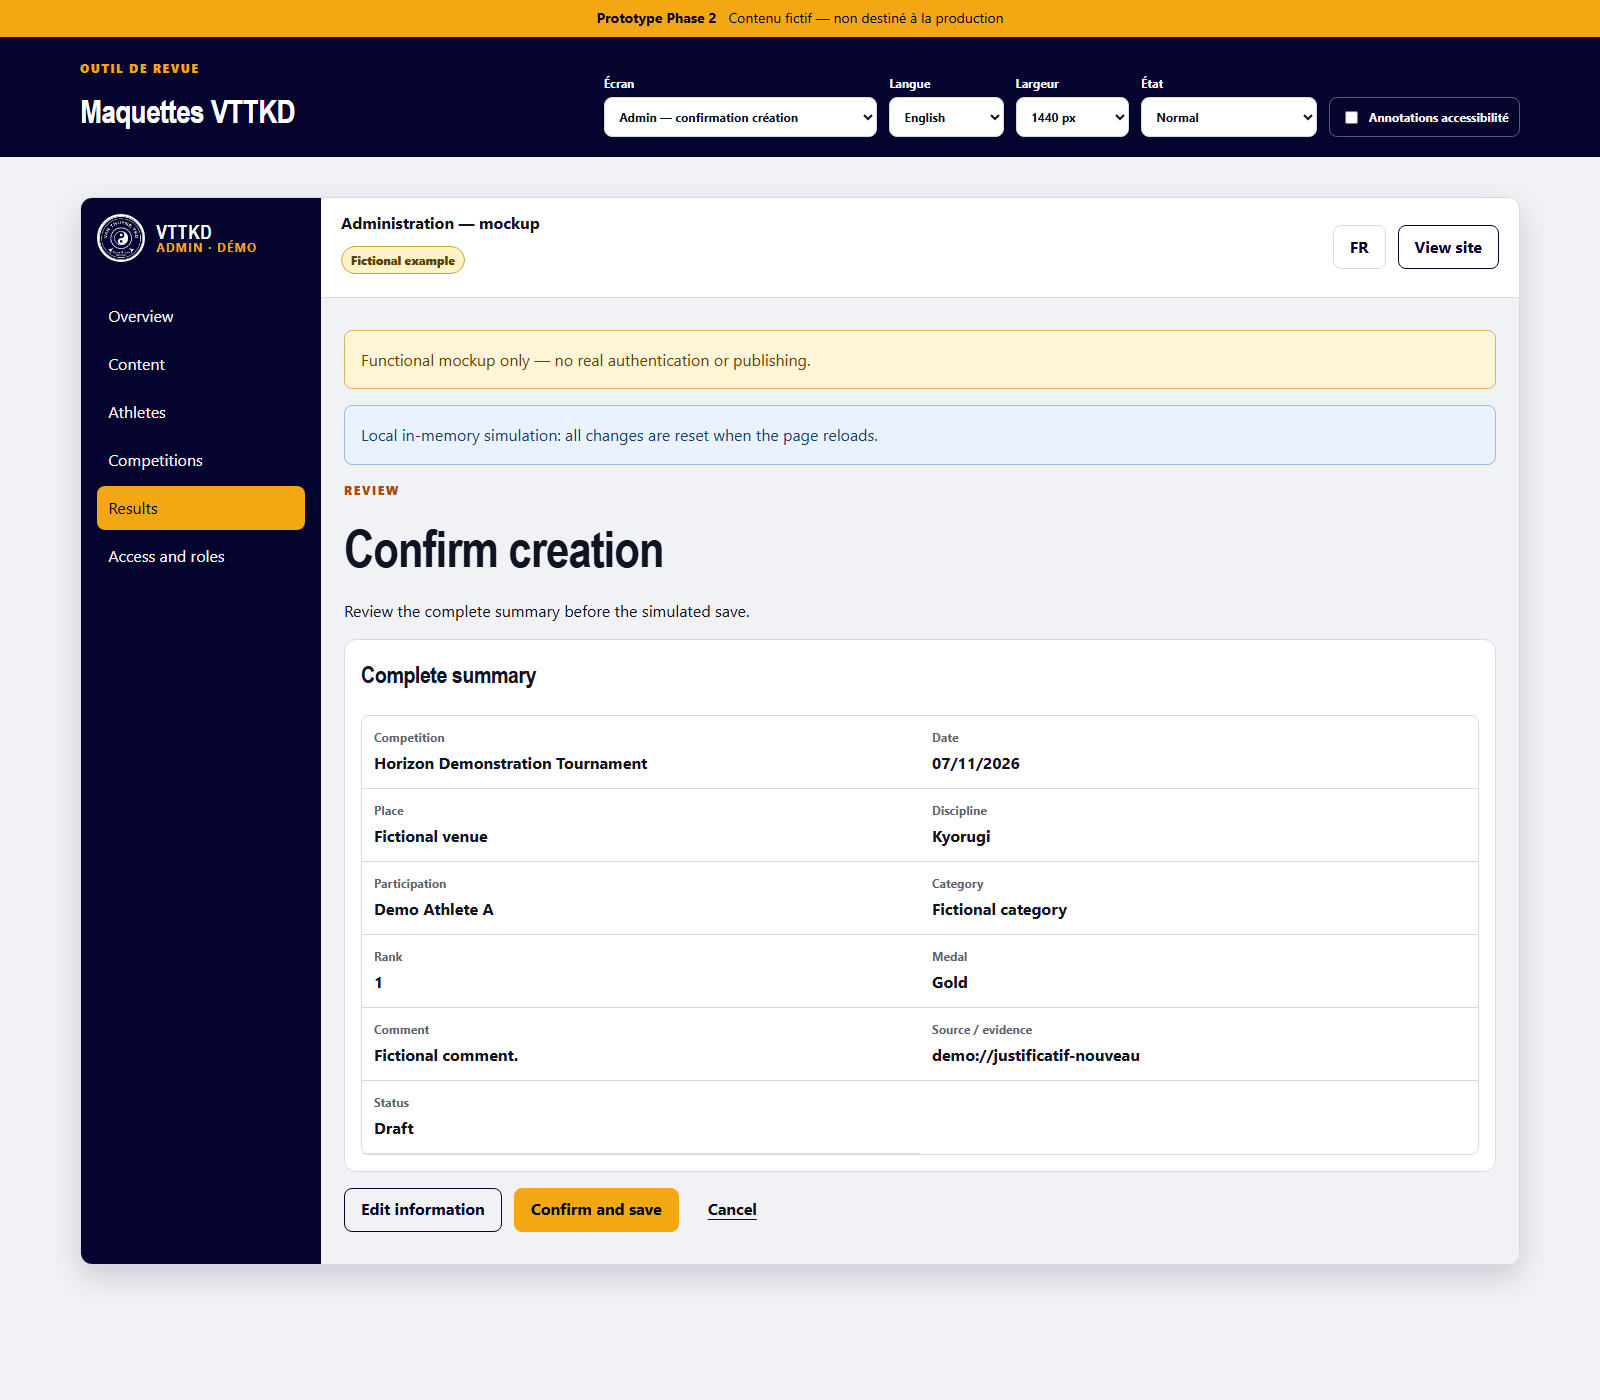 Prototype Phase 2 Contenu fictif — non destiné à la production
OUTIL DE REVUE
Maquettes VTTKD
Écran
Admin — confirmation création
Langue
English
Largeur
1440 px
État
Normal
Annotations accessibilité
VTTKD
ADMIN · DÉMO
Overview
Content
Athletes
Competitions
Results
Access and roles
Administration — mockup
Fictional example
FR
View site
Functional mockup only — no real authentication or publishing.
Local in-memory simulation: all changes are reset when the page reloads.
REVIEW
Confirm creation
Review the complete summary before the simulated save.
Complete summary
Competition
Horizon Demonstration Tournament
Date
07/11/2026
Place
Fictional venue
Discipline
Kyorugi
Participation
Demo Athlete A
Category
Fictional category
Rank
1
Medal
Gold
Comment
Fictional comment.
Source / evidence
demo://justificatif-nouveau
Status
Draft
Edit information
Confirm and save
Cancel